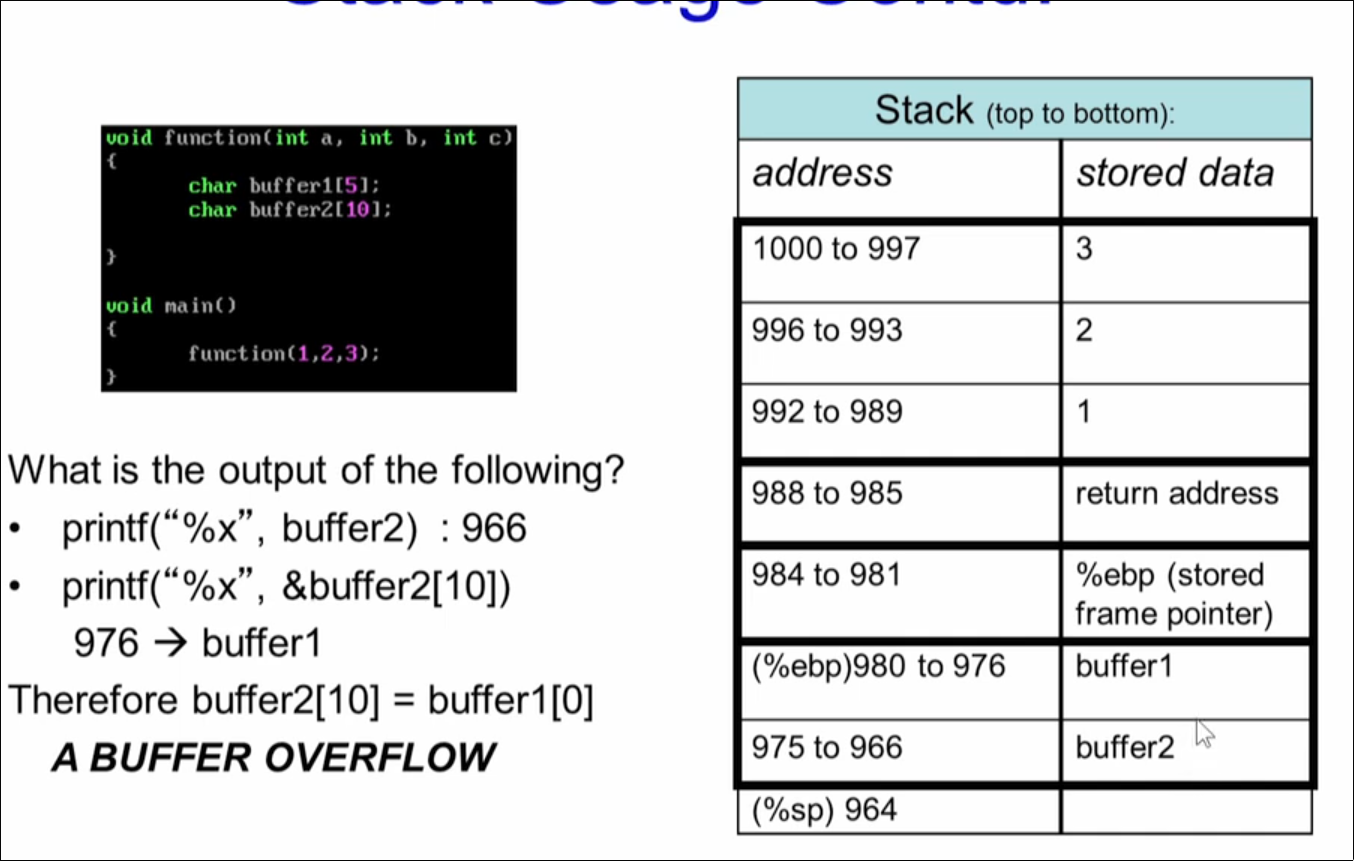 void function(int a, int b, int c)
{
char buffer1[5];
char buffer2[10];
}
void main()
{
function(1,2,3);
}
What is the output of the following?
• printf(“%x”, buffer2) : 966
• printf(“%x”, &buffer2[10])
976 → buffer1
Therefore buffer2[10] = buffer1[0]
A BUFFER OVERFLOW
Stack (top to bottom):
address stored data
1000 to 997 3
996 to 993 2
992 to 989 1
988 to 985 return address
984 to 981 %ebp (stored
frame pointer)
(%ebp)980 to 976 buffer1
975 to 966 buffer2
(%sp) 964